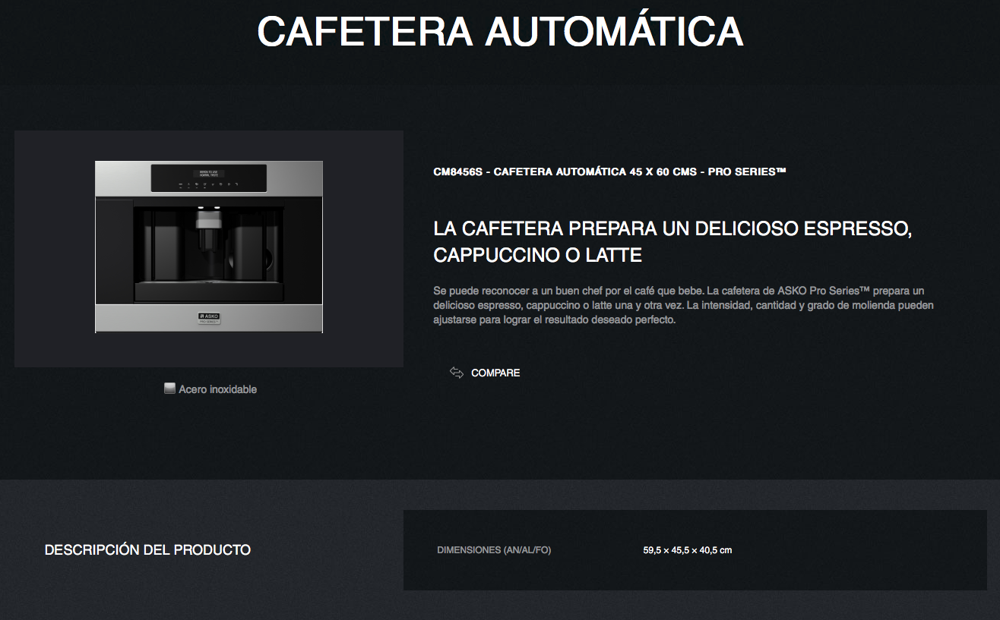 CAFETERA AUTOMÁTICA
CM8456S - CAFETERA AUTOMÁTICA 45 X 60 CMS - PRO SERIES™
LA CAFETERA PREPARA UN DELICIOSO ESPRESSO,
CAPPUCCINO O LATTE
Se puede reconocer a un buen chef por el café que bebe. La cafetera de ASKO Pro Series™ prepara un
delicioso espresso, cappuccino o latte una y otra vez. La intensidad, cantidad y grado de molienda pueden
ajustarse para lograr el resultado deseado perfecto.
COMPARE
ASKO
PRO SERIES™
Acero inoxidable
DESCRIPCIÓN DEL PRODUCTO
DIMENSIONES (AN/AL/FO)
59,5 × 45,5 × 40,5 cm